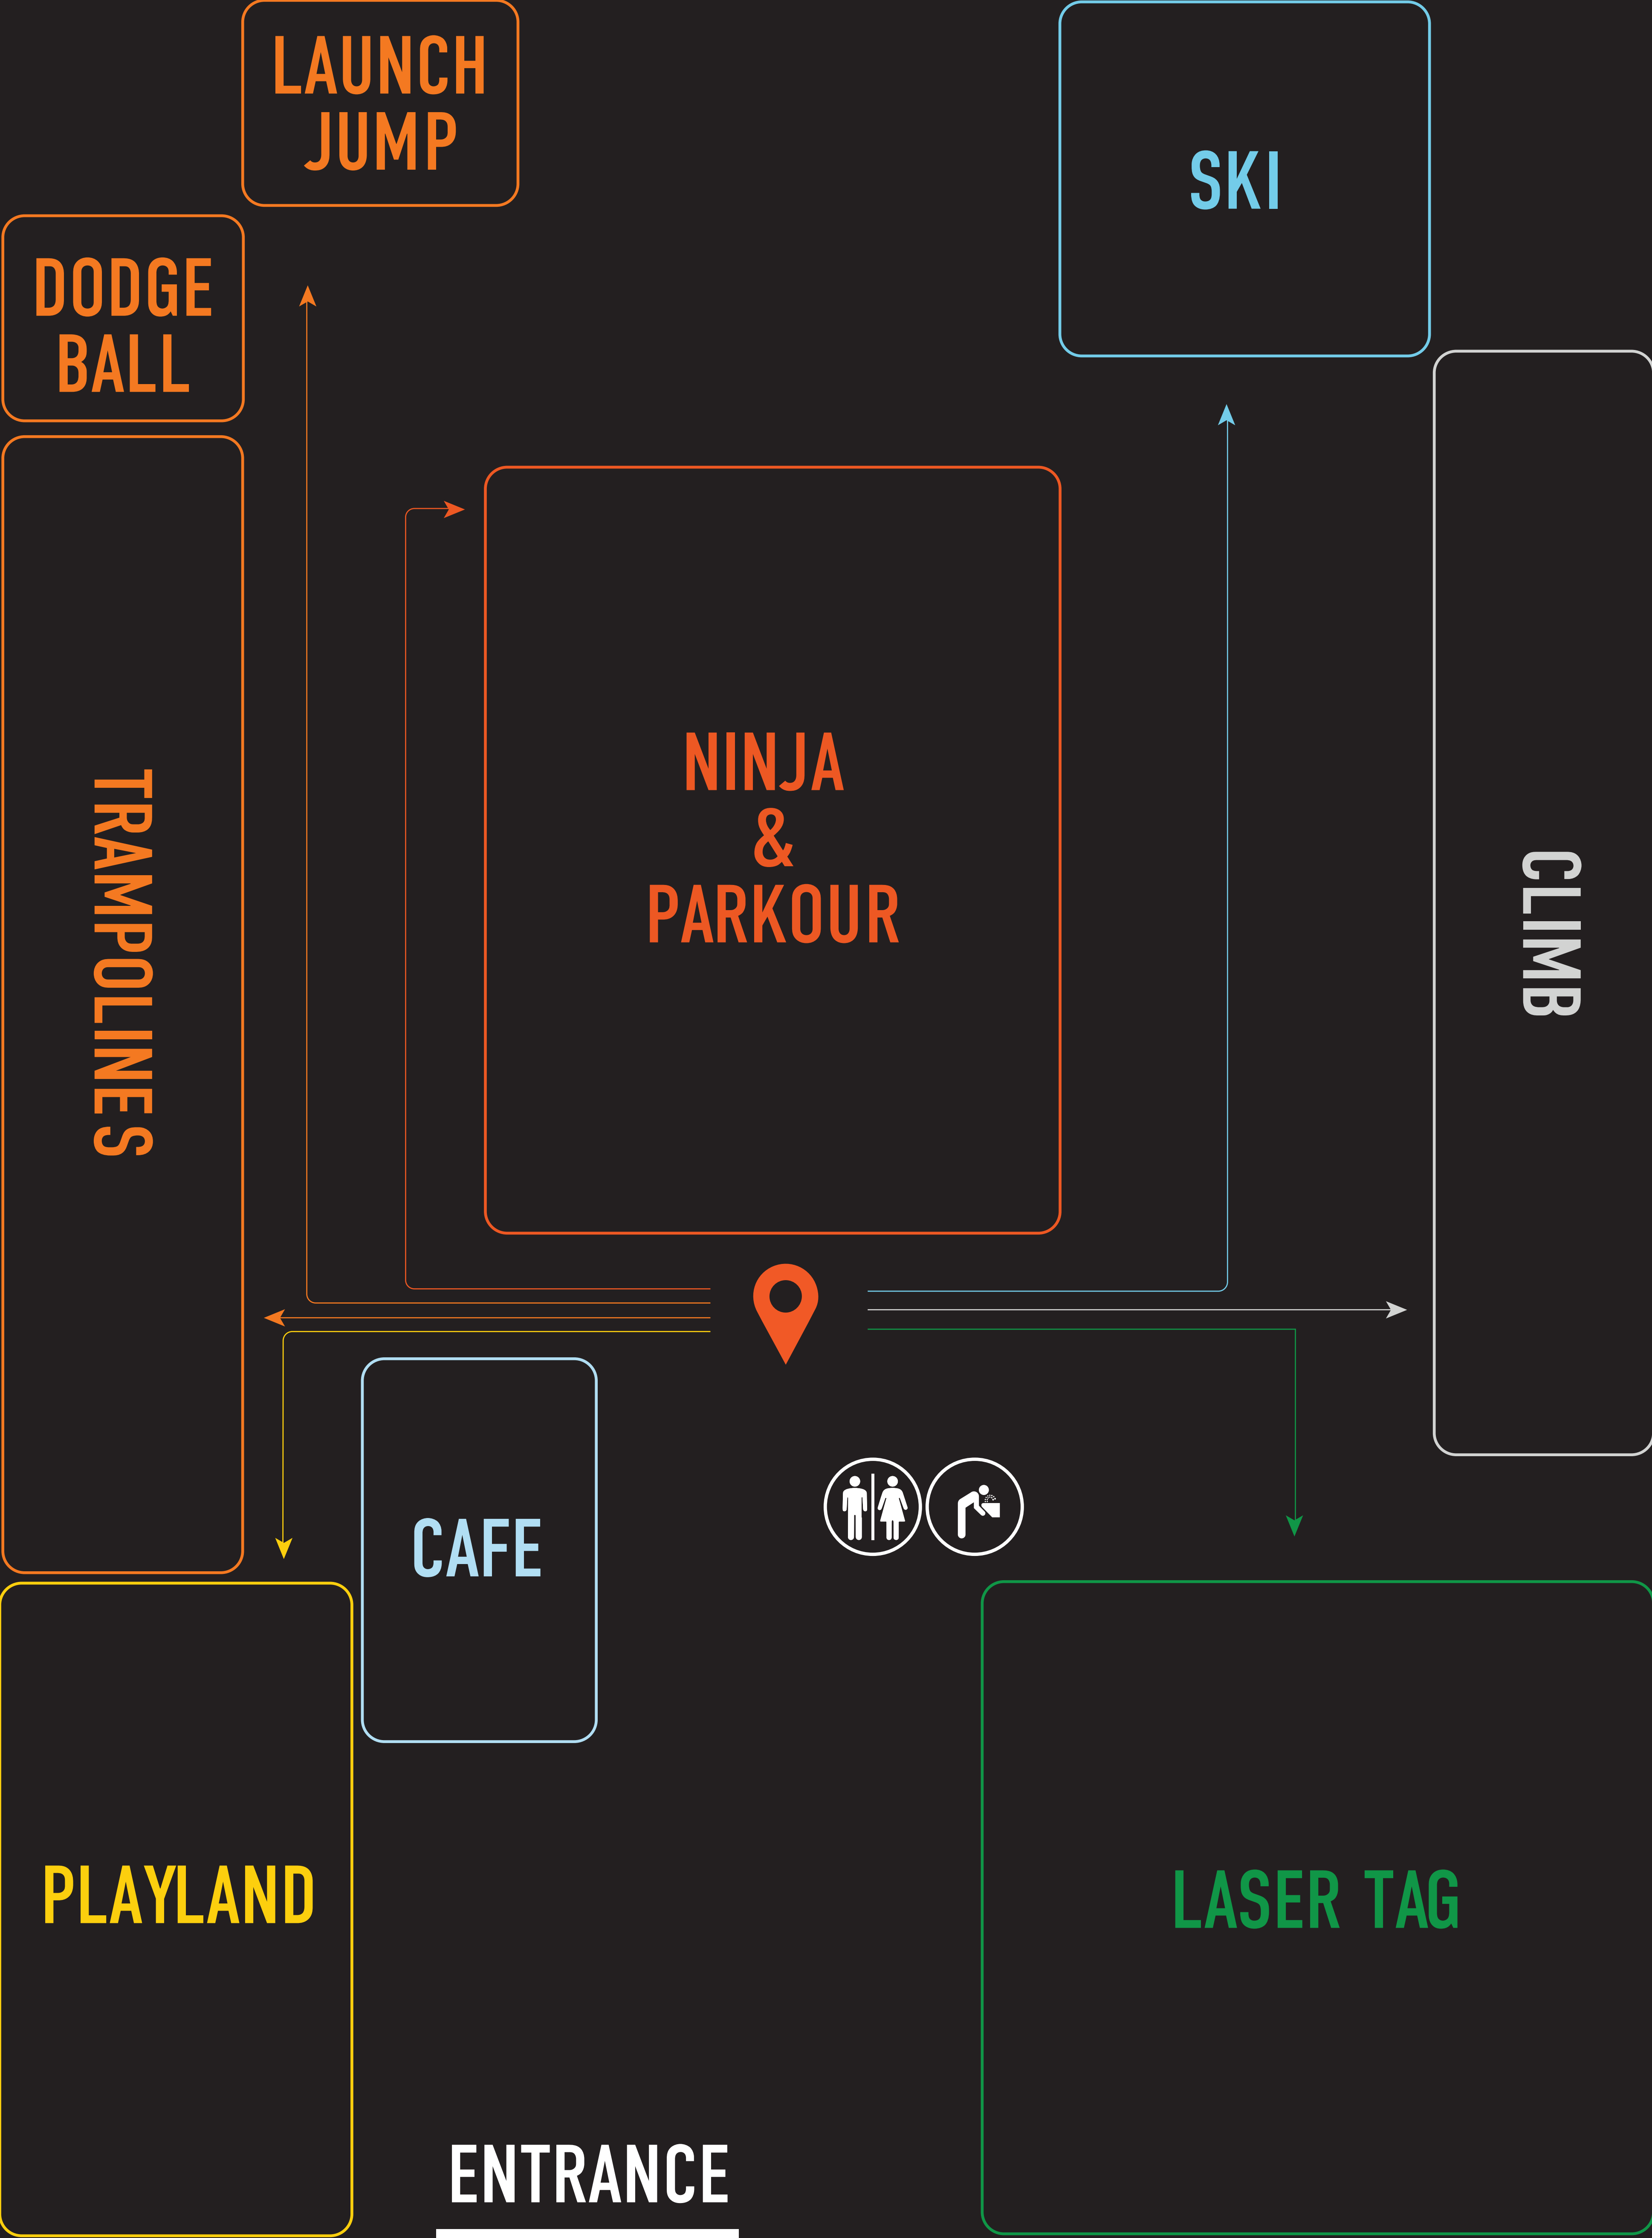 LAUNCH
JUMP
SKI
DODGE
BALL
NINJA
&
PARKOUR
TRAMPOLINES
CLIMB
CAFE
PLAYLAND
LASER TAG
ENTRANCE